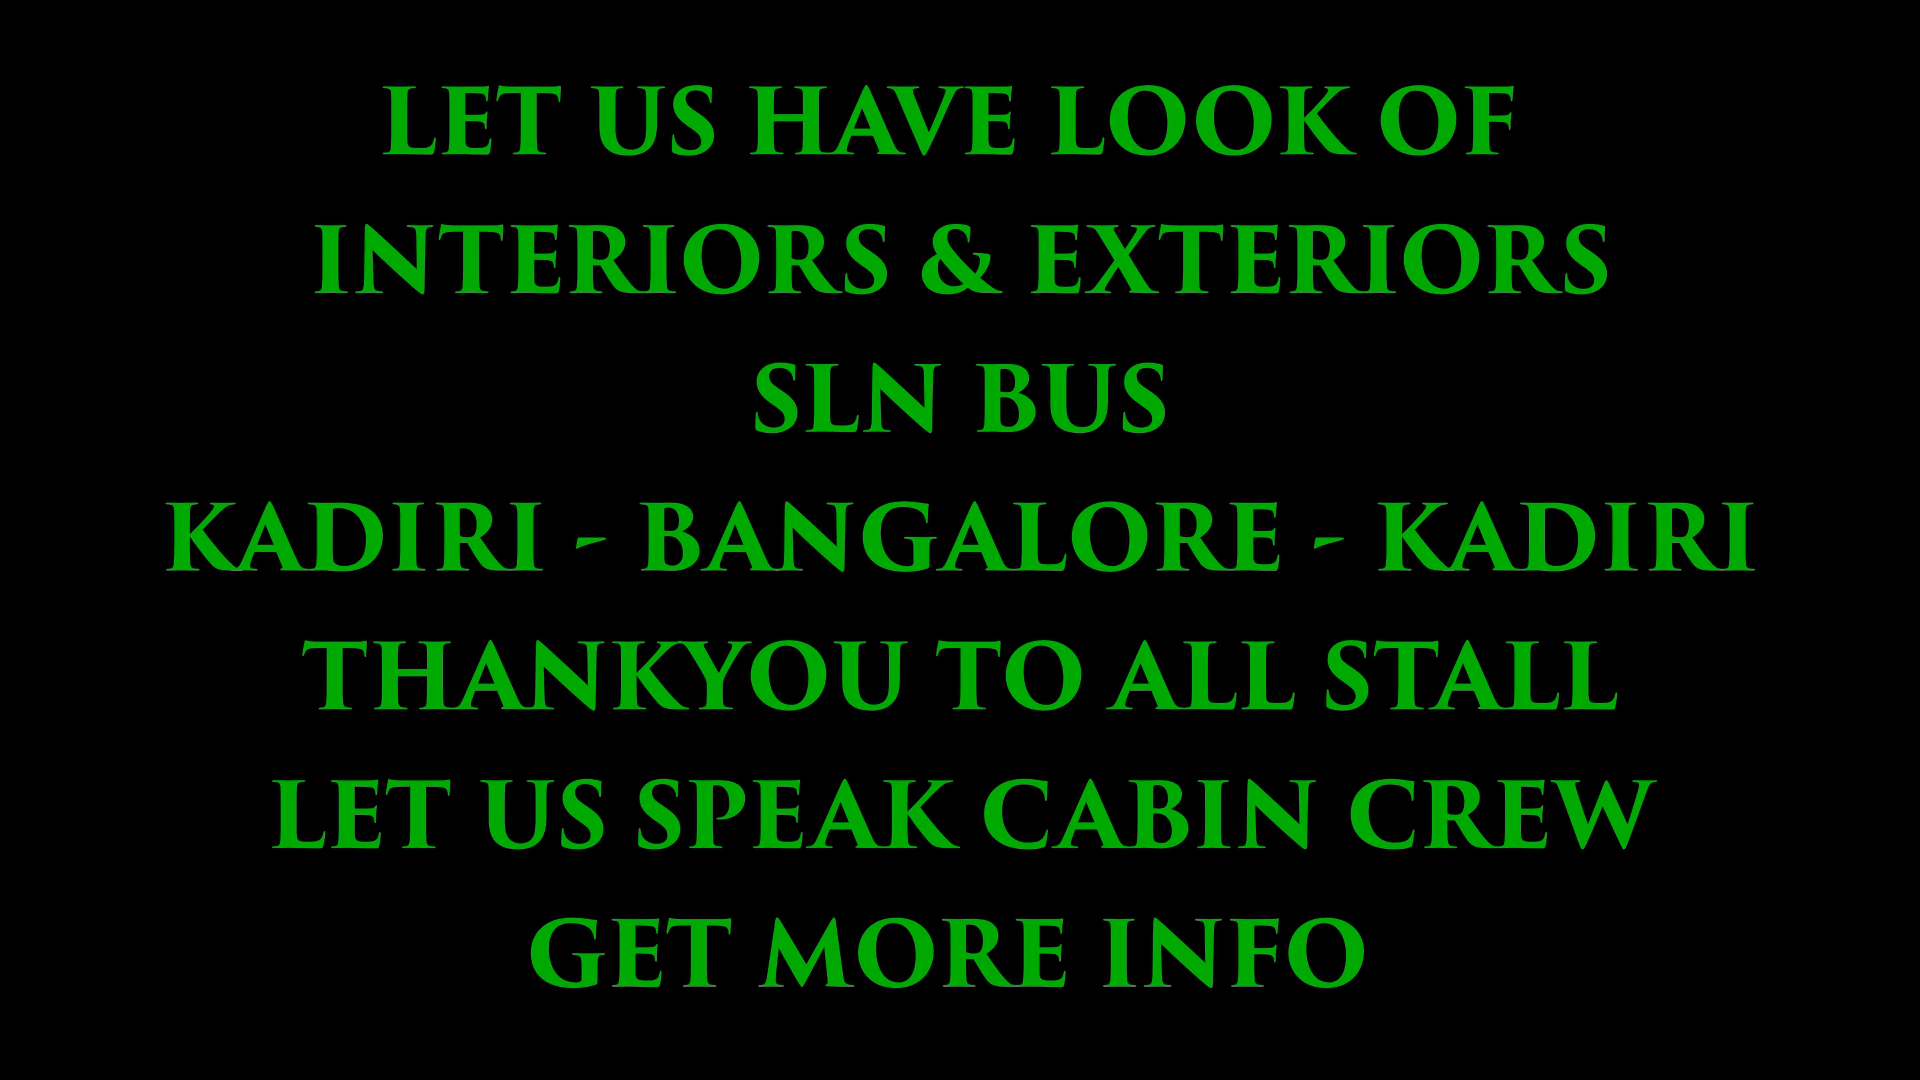 LET US HAVE LOOK OF
INTERIORS & EXTERIORS
SLN BUS
KADIRI - BANGALORE - KADIRI
THANKYOU TO ALL STALL
LET US SPEAK CABIN CREW
GET MORE INFO